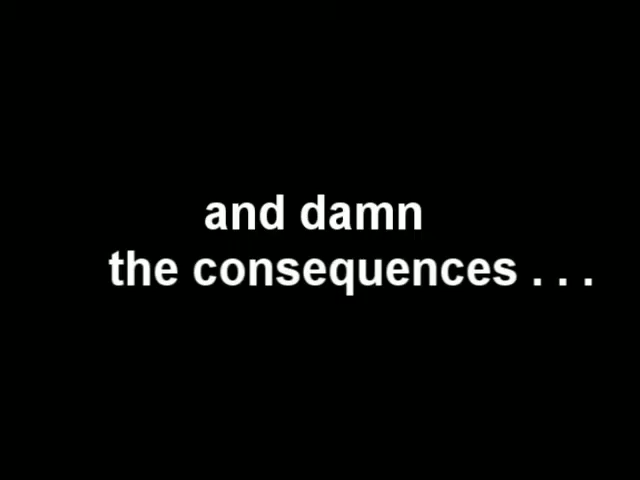 and damn
the consequences . . .